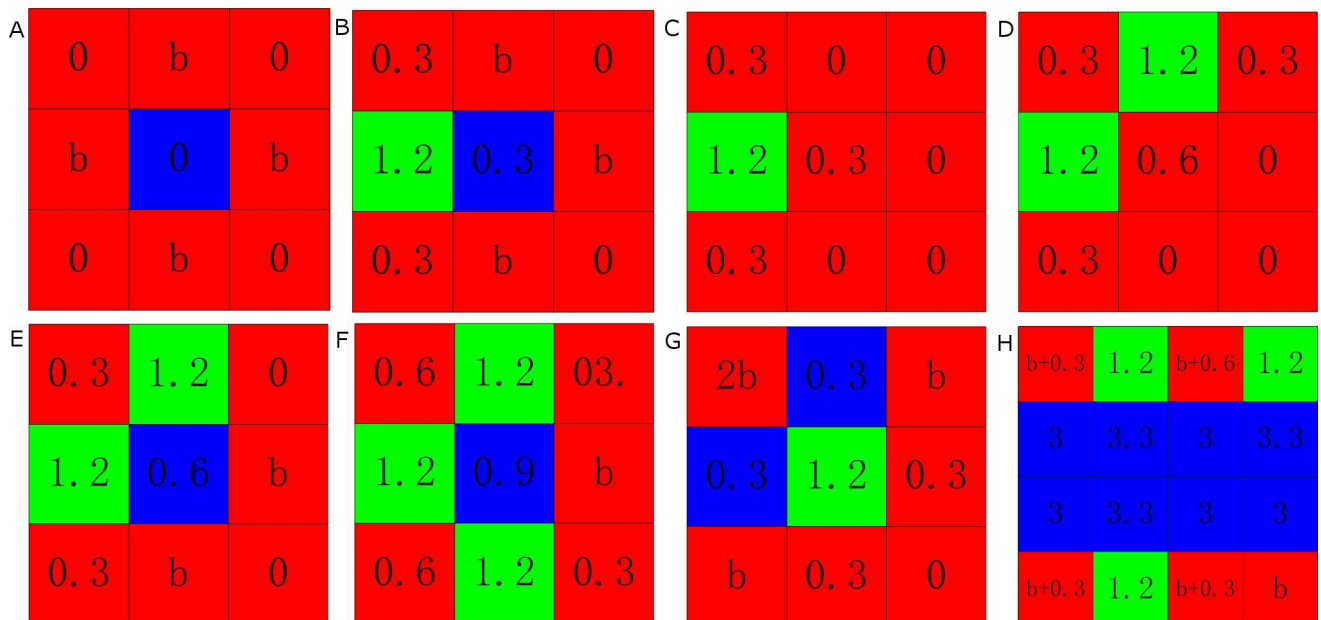 A 0 b 0 B 0.3 b 0 C 0.3 0 0 D 0.3 1.2 0.3
b 0 b 1.2 0.3 b 1.2 0.3 0 1.2 0.6 0
0 b 0 0.3 b 0 0.3 0 0 0.3 0 0
E 0.3 1.2 0 F 0.6 1.2 03. G 2b 0.3 b H b+0.3 1.2 b+0.6 1.2
3 3.3 3 3.3
1.2 0.6 b 1.2 0.9 b 0.3 1.2 0.3
3 3.3 3 3
0.3 b 0 0.6 1.2 0.3 b 0.3 0 b+0.3 1.2 b+0.3 b